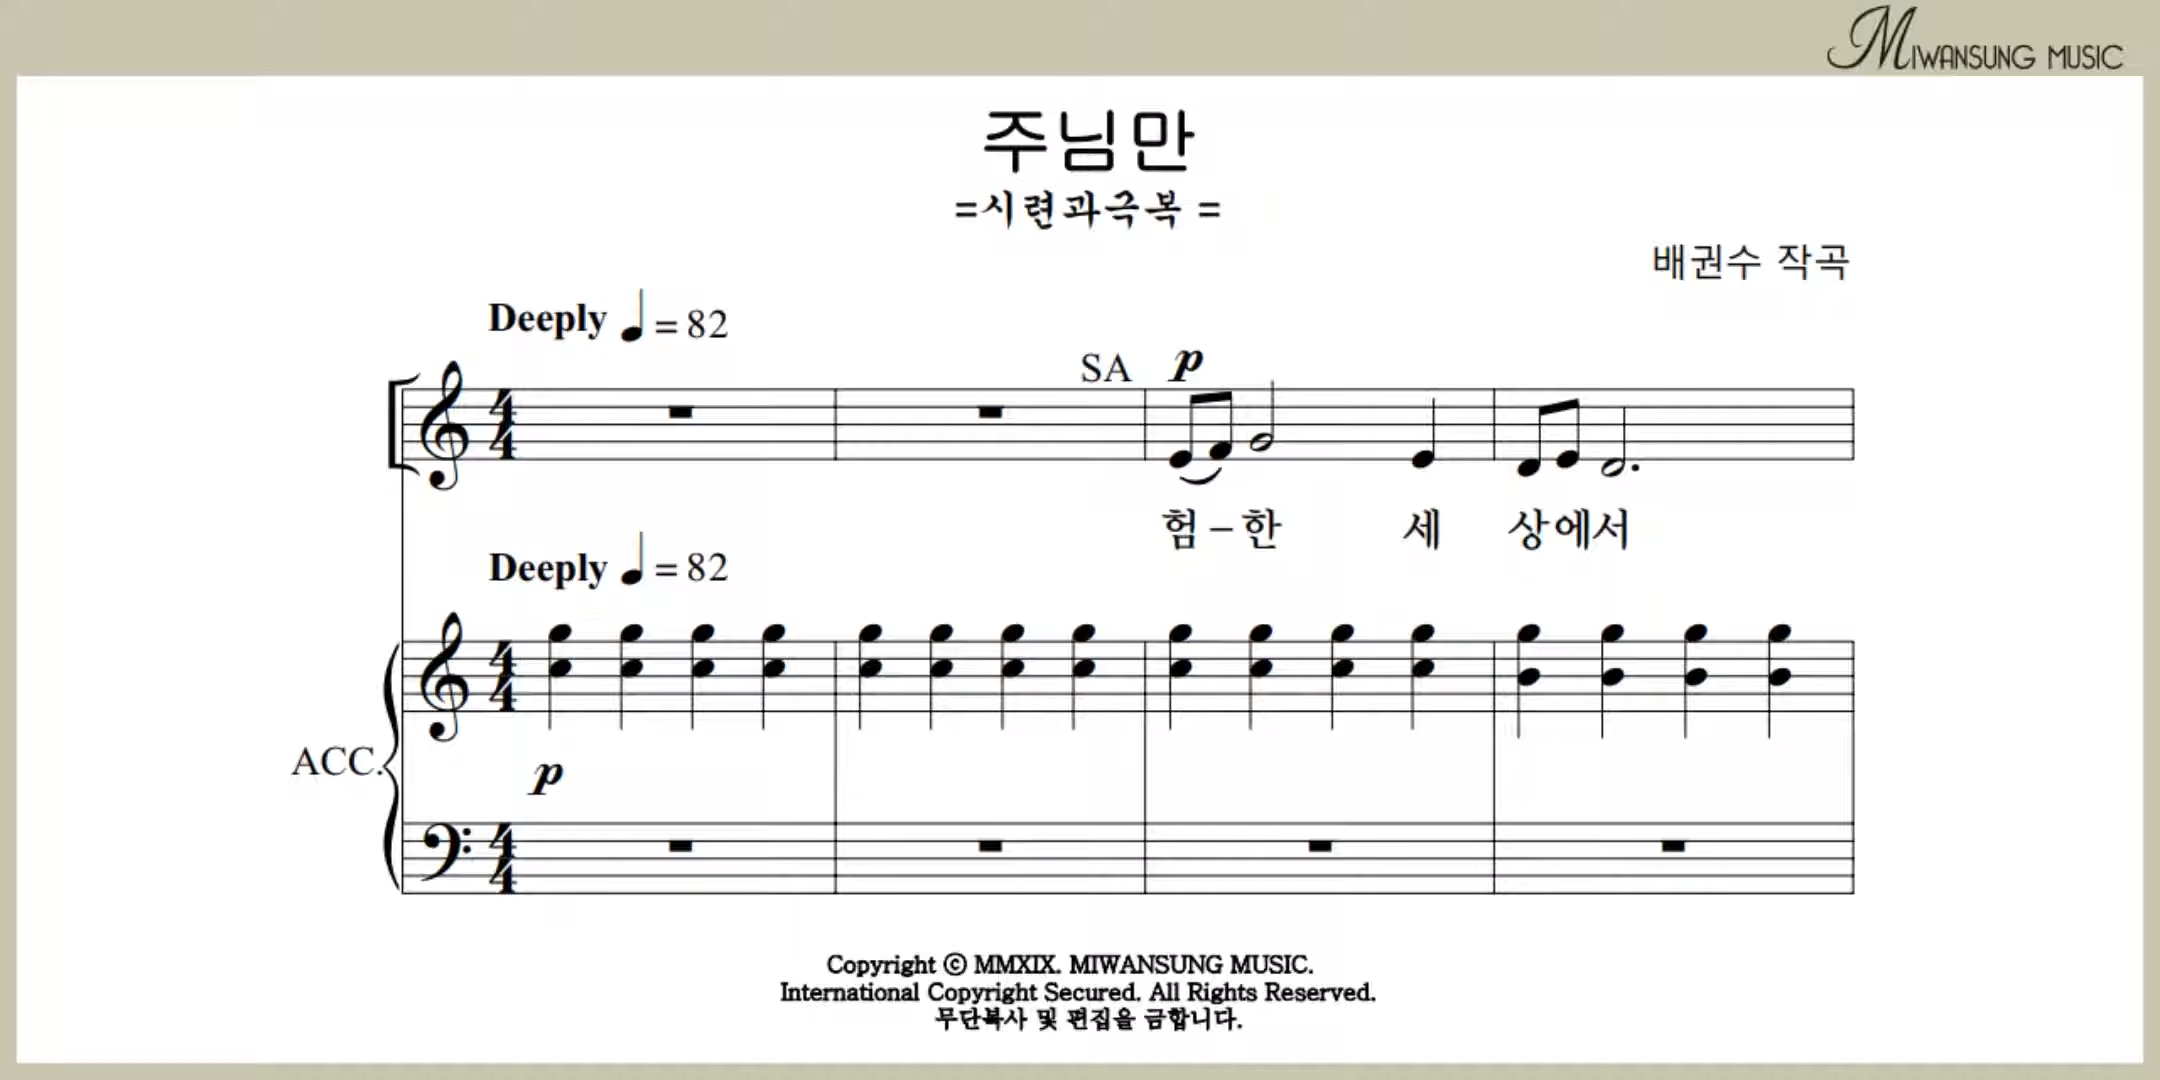 MIWANSUNG MUSIC
주님만
=시련과극복 =
배권수 작곡
Deeply ♩ = 82
SA p
험 – 한 세 상에서
Deeply ♩ = 82
ACC.
p
Copyright ⓒ MMXIX. MIWANSUNG MUSIC.
International Copyright Secured. All Rights Reserved.
무단복사 및 편집을 금합니다.